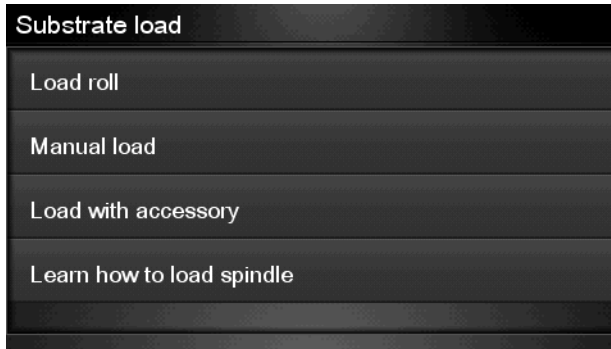 Substrate load
Load roll
Manual load
Load with accessory
Learn how to load spindle